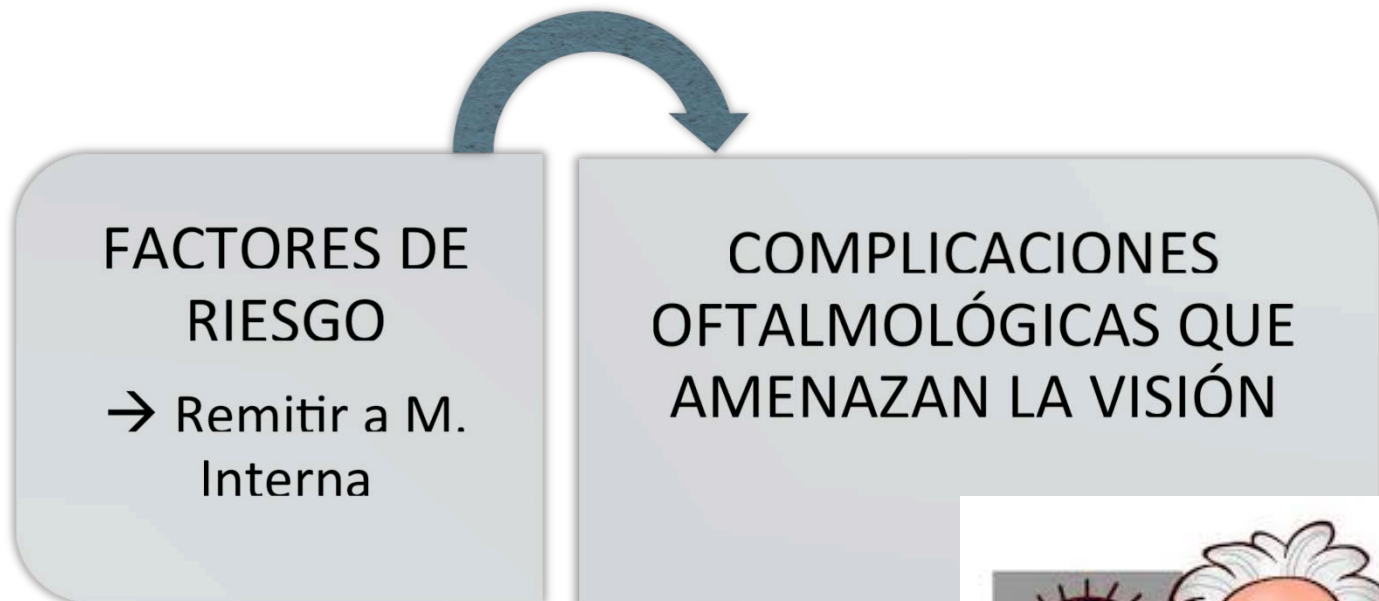 FACTORES DE
RIESGO
→ Remitir a M.
Interna
COMPLICACIONES
OFTALMOLÓGICAS QUE
AMENAZAN LA VISIÓN